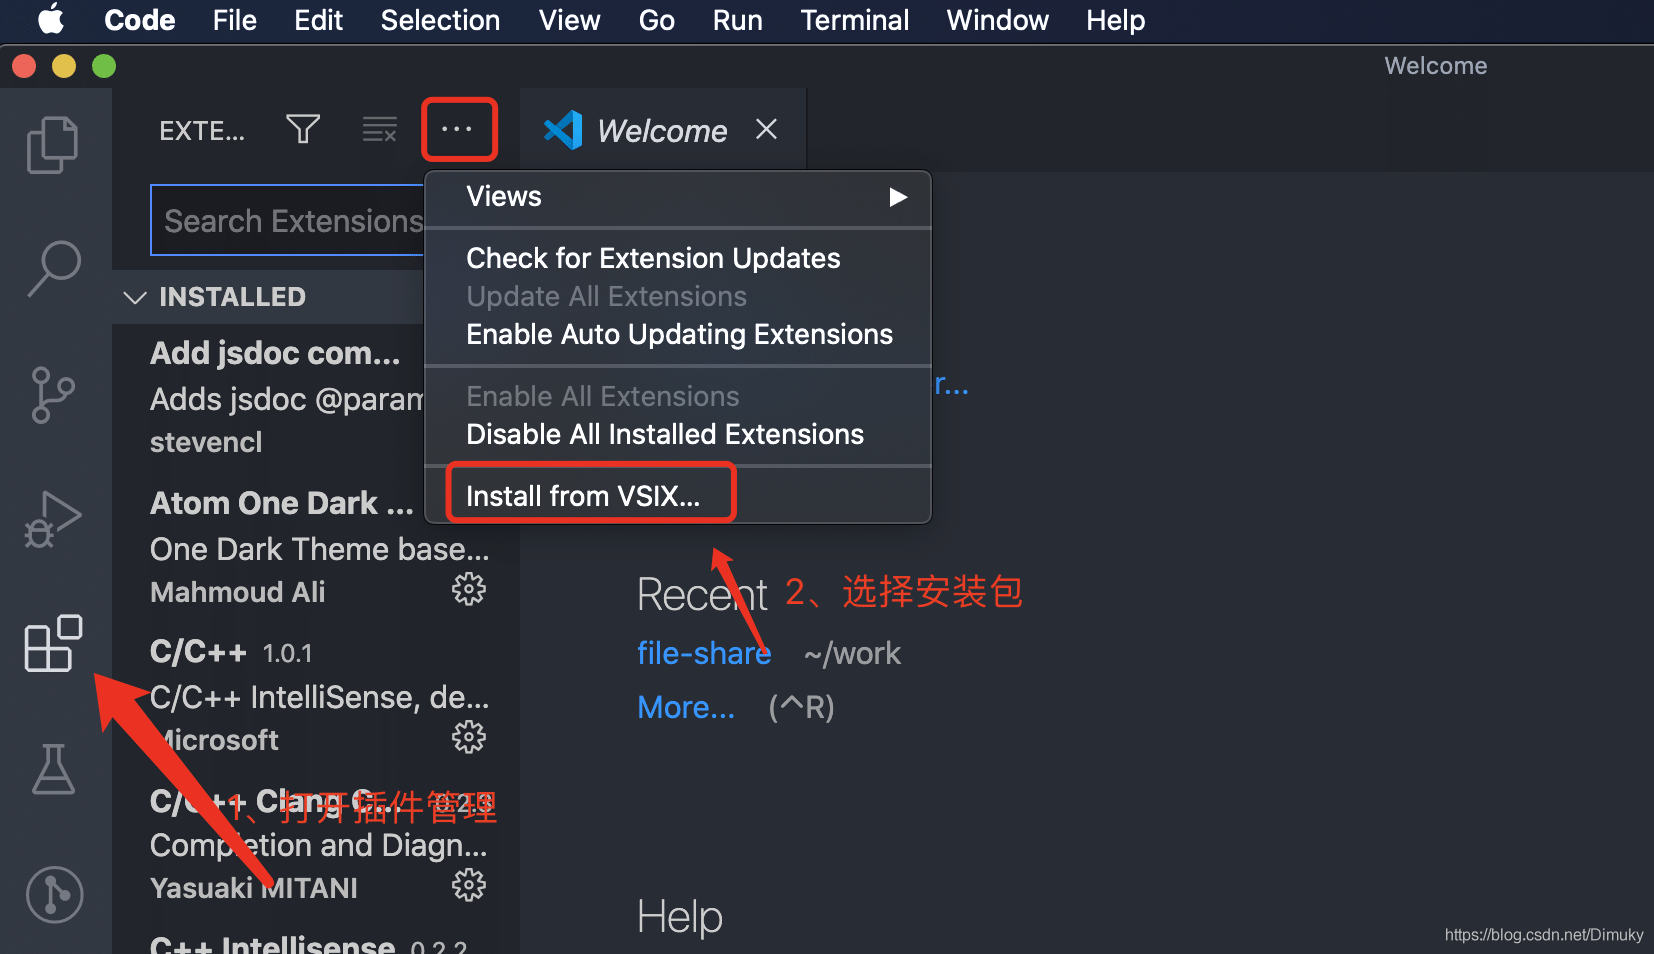 Code File Edit Selection View Go Run Terminal Window Help
Welcome
EXTE...
Welcome
Search Extensions
Views
Check for Extension Updates
Update All Extensions
Enable Auto Updating Extensions
Enable All Extensions
Disable All Installed Extensions
Install from VSIX...
INSTALLED
Add jsdoc com...
Adds jsdoc @param
stevencl
Atom One Dark ...
One Dark Theme base...
Mahmoud Ali
C/C++ 1.0.1
C/C++ IntelliSense, de...
Microsoft
C/C++ Clang C... 0.2.3
1、打开插件管理
Completion and Diagn...
Yasuaki MITANI
C++ Intellisense 0.2.2
r...
Recent
2、选择安装包
file-share ~/work
More... (^R)
Help
https://blog.csdn.net/Dimuky